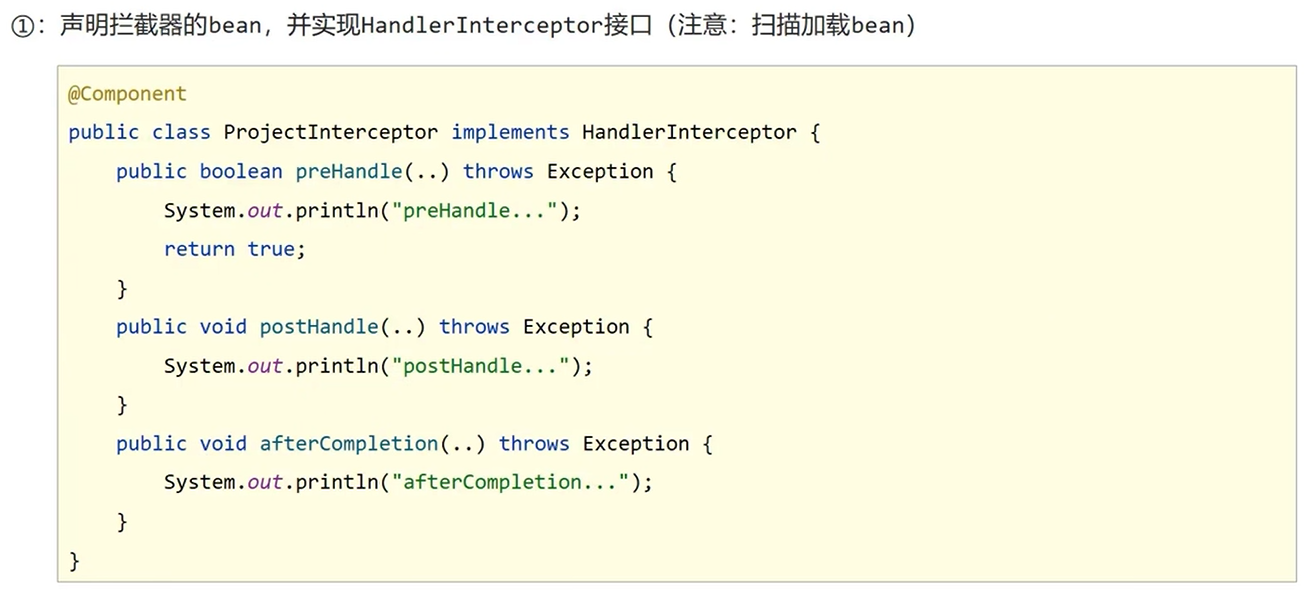 ①：声明拦截器的bean，并实现HandlerInterceptor接口（注意：扫描加载bean）
@Component
public class ProjectInterceptor implements HandlerInterceptor {
    public boolean preHandle(..) throws Exception {
        System.out.println("preHandle...");
        return true;
    }
    public void postHandle(..) throws Exception {
        System.out.println("postHandle...");
    }
    public void afterCompletion(..) throws Exception {
        System.out.println("afterCompletion...");
    }
}